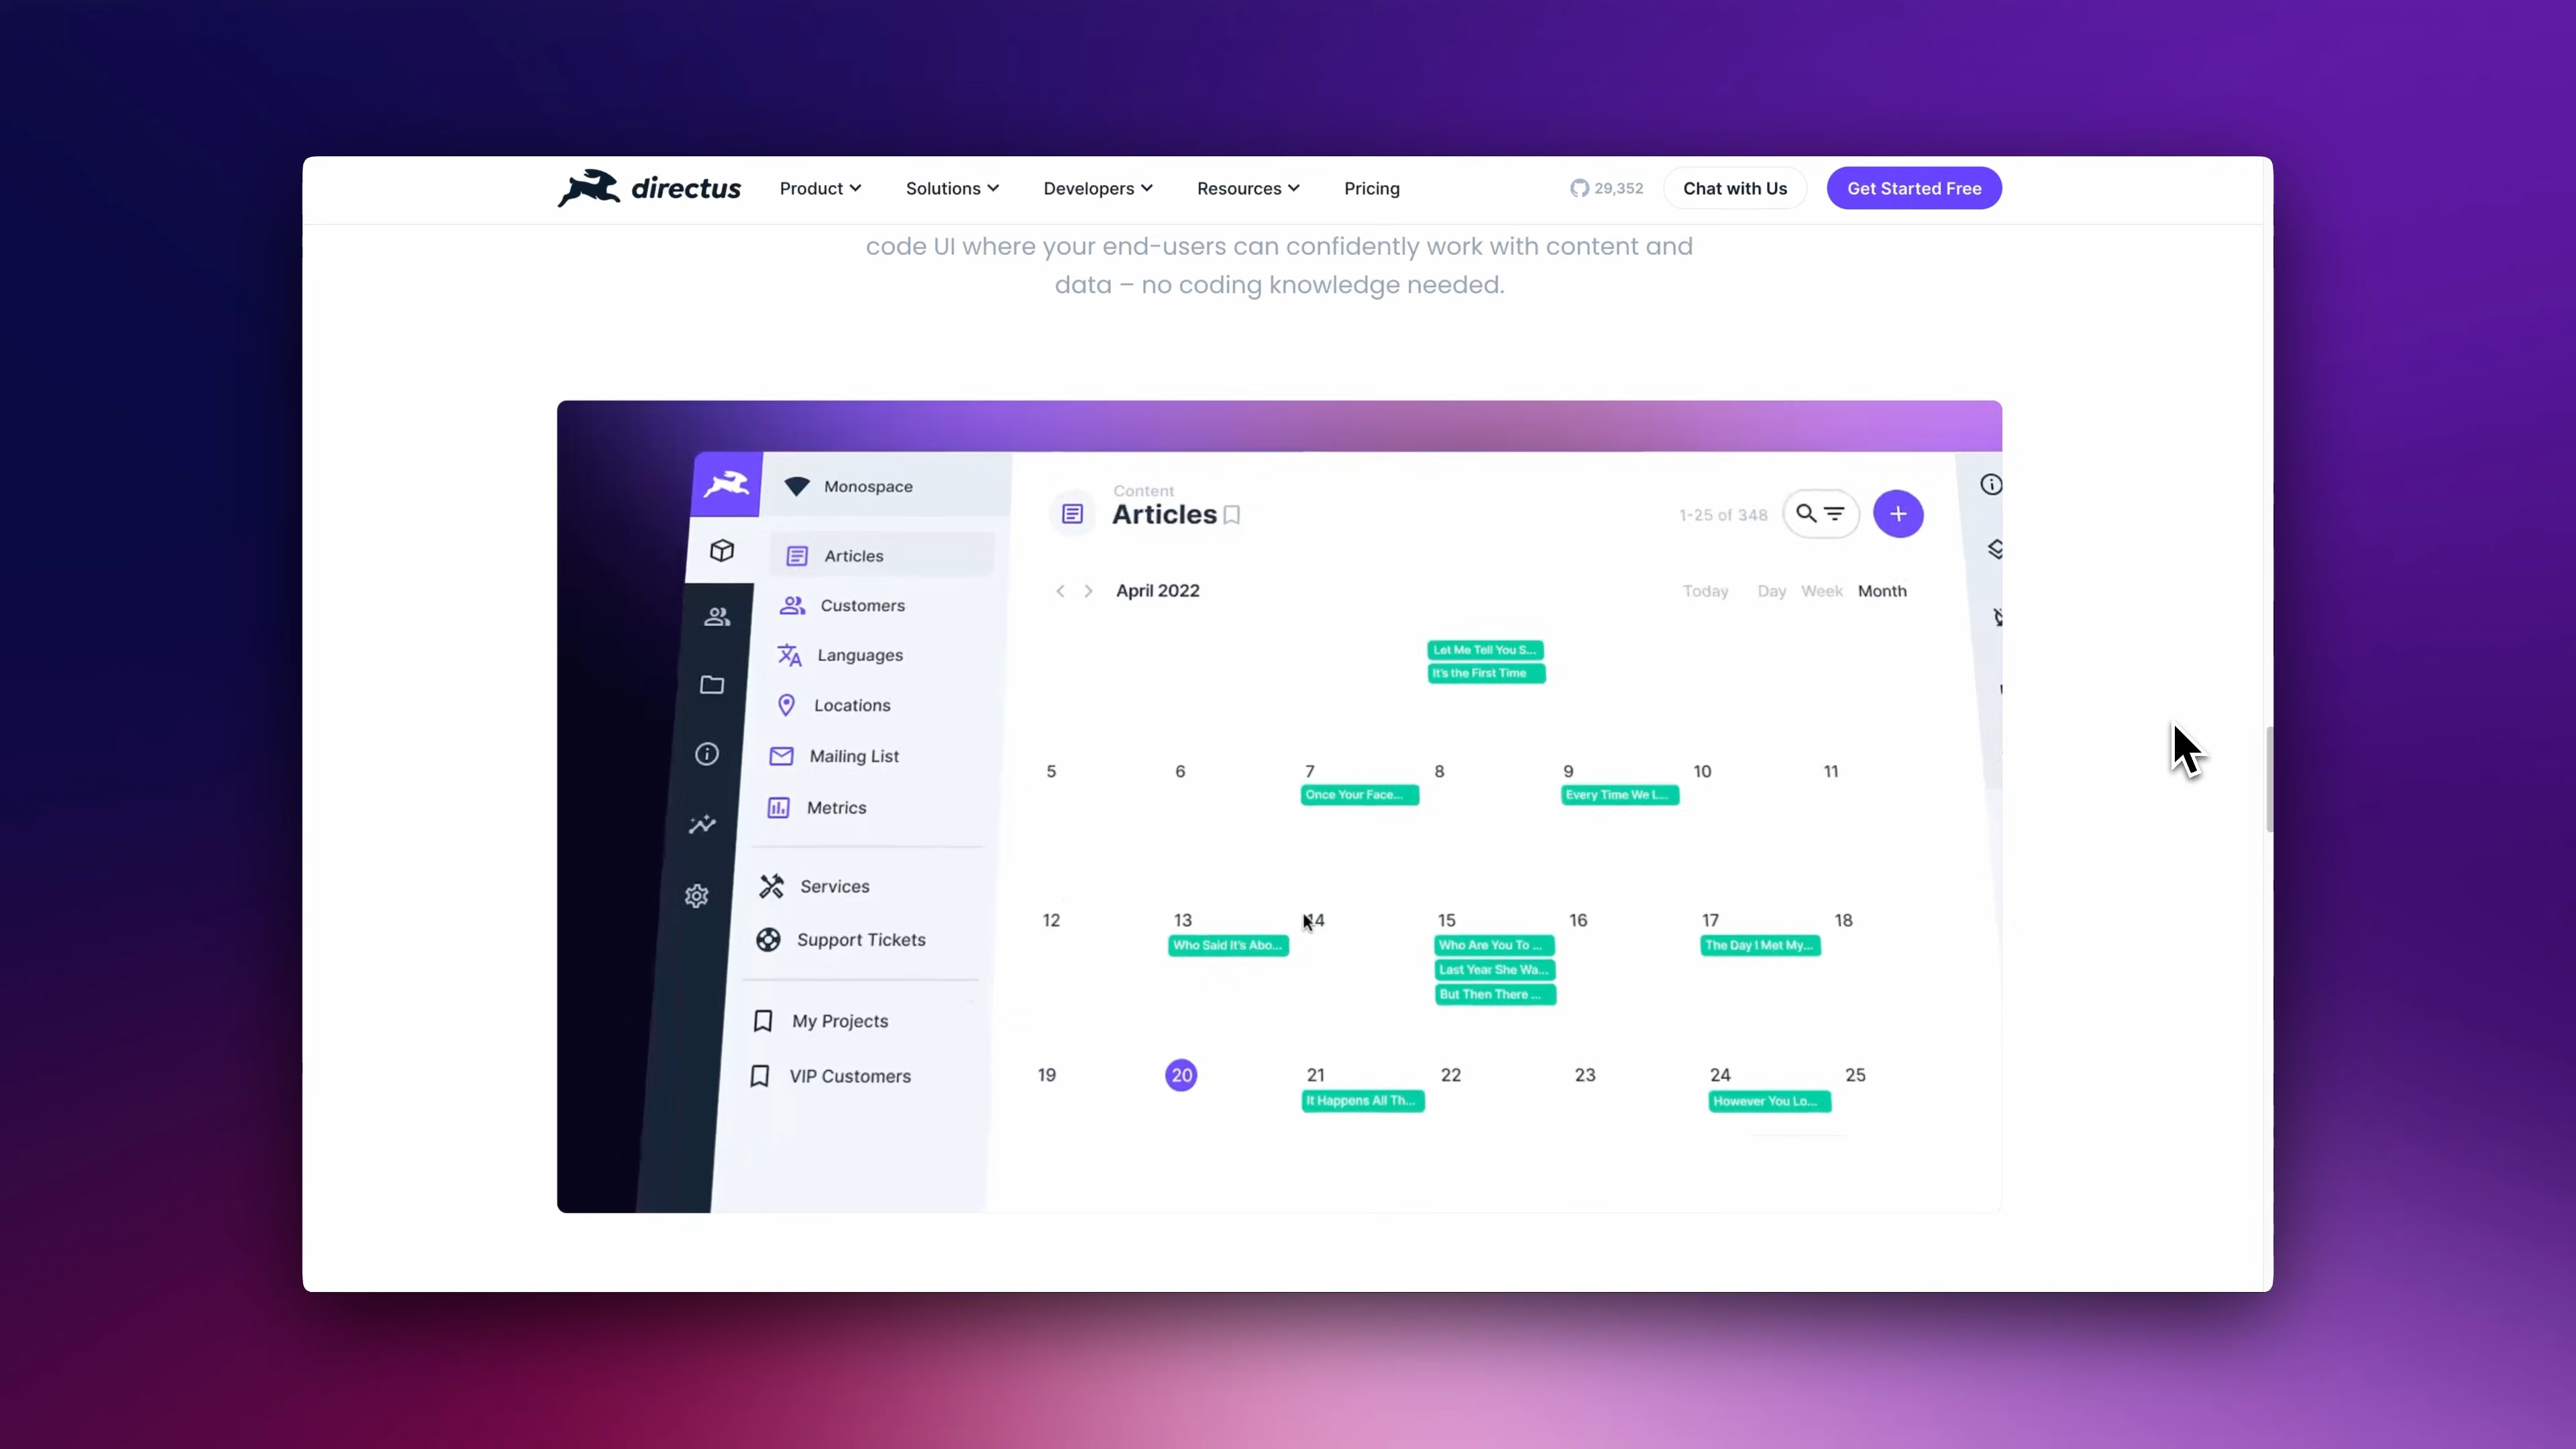 directus Product Solutions Developers Resources Pricing 29,352 Chat with Us Get Started Free
code UI where your end-users can confidently work with content and
data – no coding knowledge needed.
Monospace
Articles
Customers
Languages
Locations
Mailing List
Metrics
Services
Support Tickets
My Projects
VIP Customers
Content
Articles
1-25 of 348
April 2022
Today Day Week Month
Let Me Tell You S...
It's the First Time
5 6 7 8 9 10 11
Once Your Face... Every Time We L...
12 13 14 15 16 17 18
Who Said It's Abo... Who Are You To ... The Day I Met My...
Last Year She Wa...
But Then There ...
19 20 21 22 23 24 25
It Happens All Th... However You Lo...